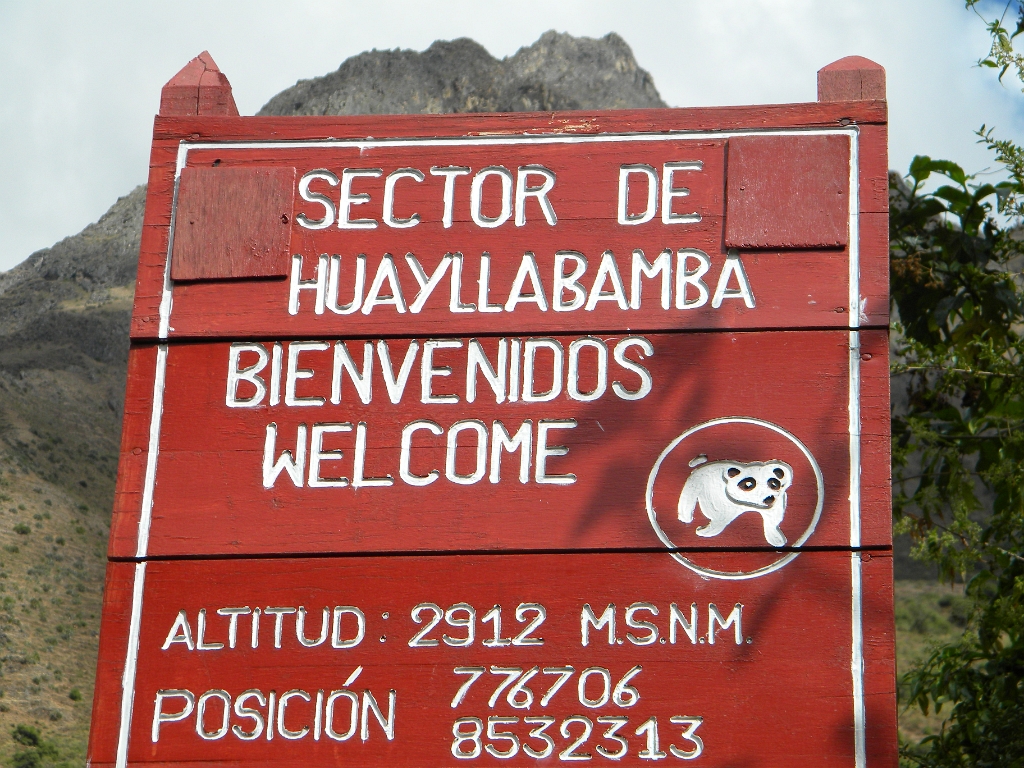 SECTOR DE
HUAYLLABAMBA
BIENVENIDOS
WELCOME
ALTITUD: 2912 M.S.N.M.
POSICIÓN 776706
8532313